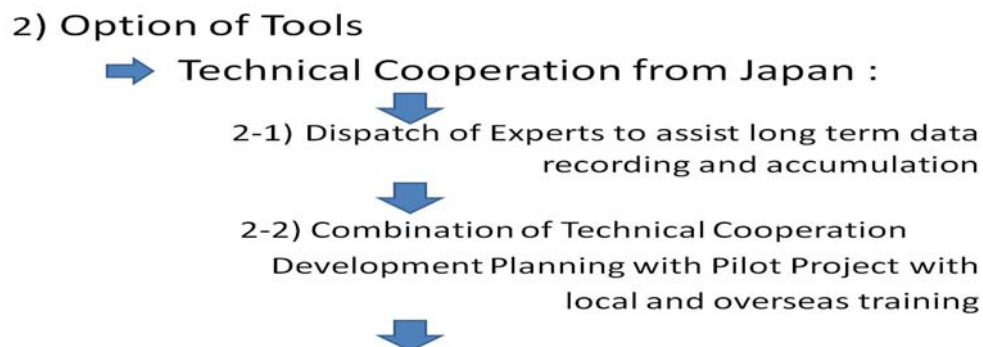 2) Option of Tools
Technical Cooperation from Japan :
2-1) Dispatch of Experts to assist long term data
recording and accumulation
2-2) Combination of Technical Cooperation
Development Planning with Pilot Project with
local and overseas training